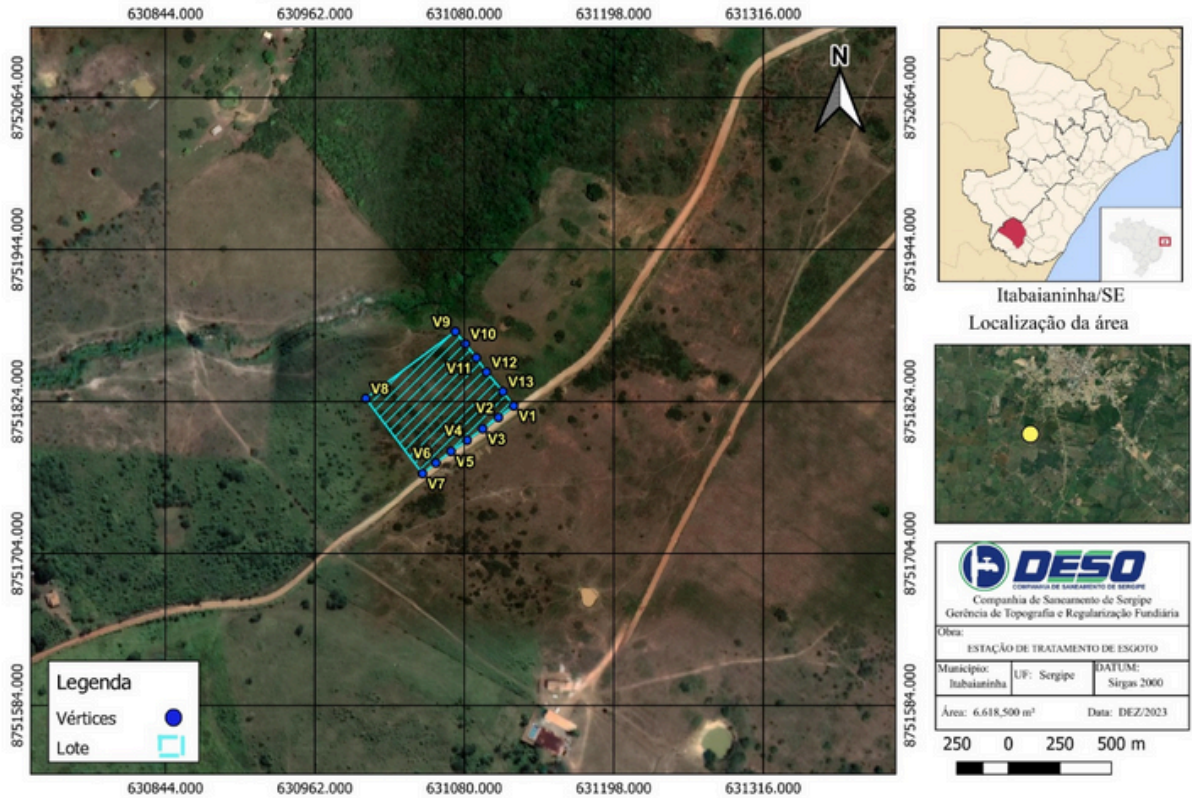 630844.000 630962.000 631080.000 631198.000 631316.000
8752064.000 8752064.000
8751944.000 8751944.000
8751824.000 8751824.000
8751704.000 8751704.000
8751584.000 8751584.000
N
V9
V10
V11
V12
V8
V13
V2
V1
V4
V3
V6
V5
V7
Legenda
Vértices
Lote
630844.000 630962.000 631080.000 631198.000 631316.000
Itabaianinha/SE
Localização da área
DESO
COMPANHIA DE SANEAMENTO DE SERGIPE
Companhia de Saneamento de Sergipe
Gerência de Topografia e Regularização Fundiária
Obra:
ESTAÇÃO DE TRATAMENTO DE ESGOTO
Município: Itabaianinha
UF: Sergipe
DATUM: Sirgas 2000
Área: 6.618,500 m² Data: DEZ/2023
250 0 250 500 m